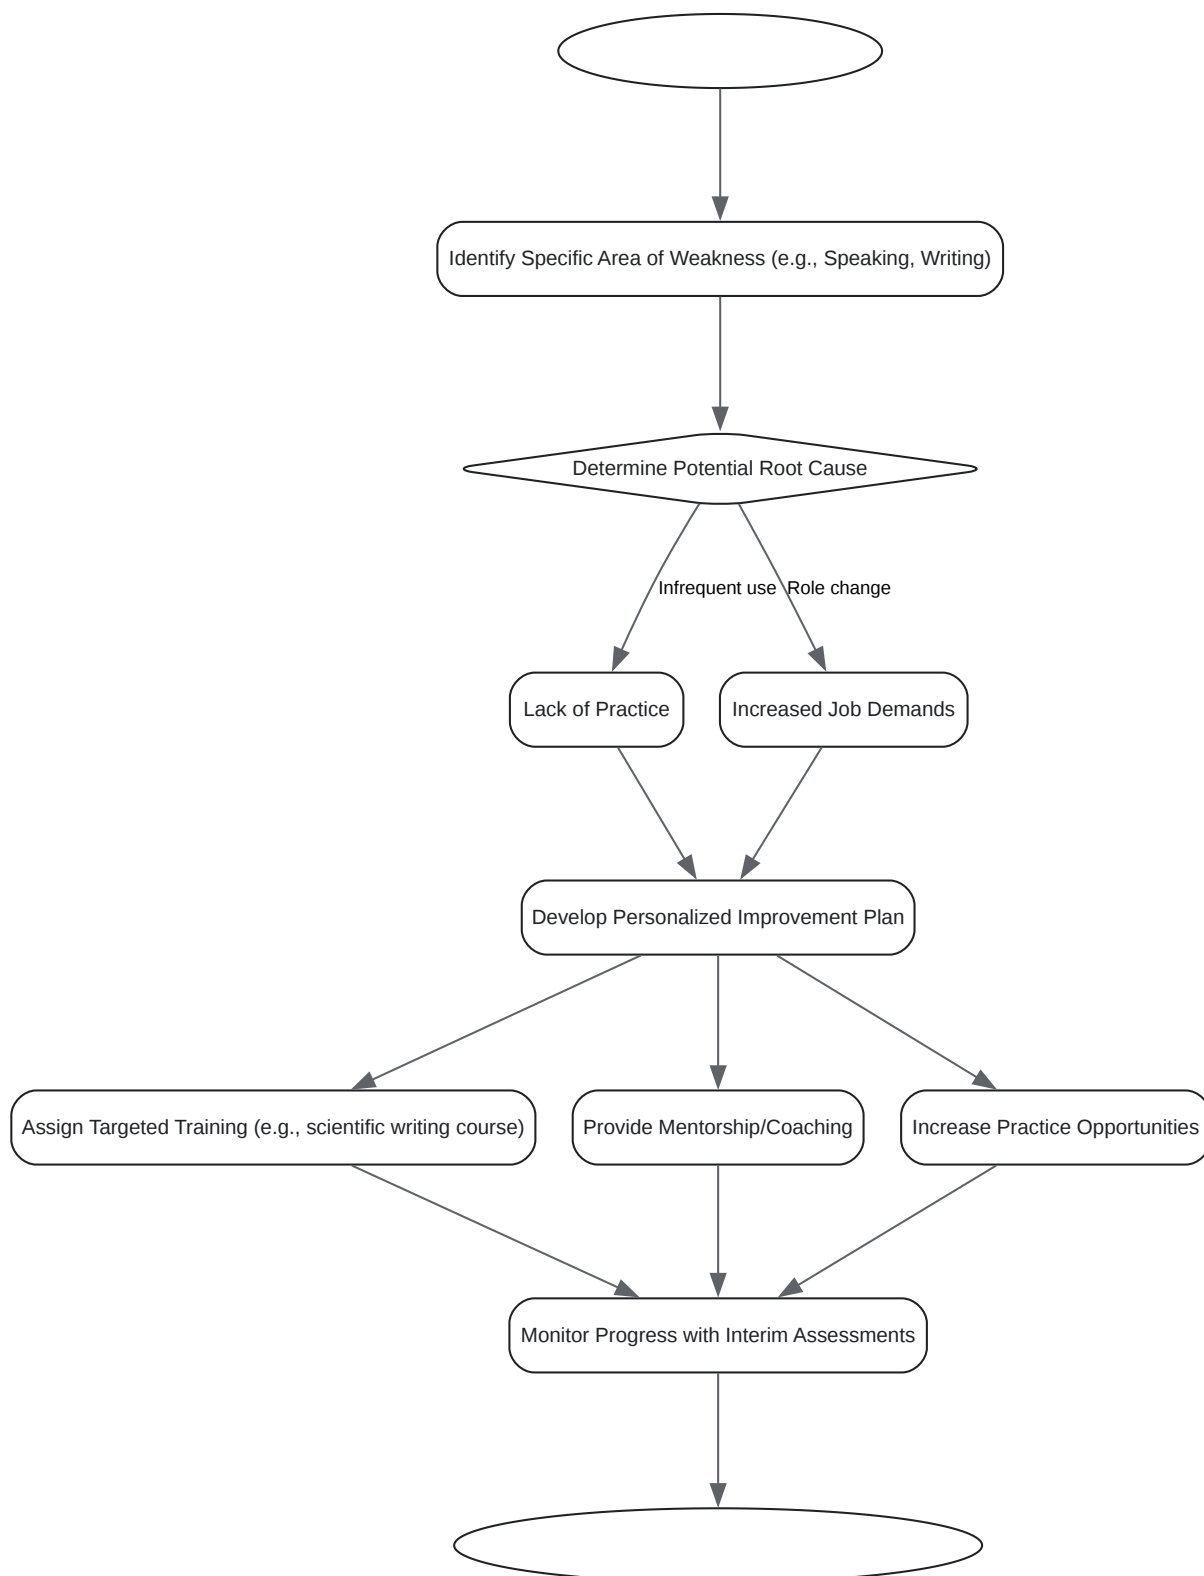 Identify Specific Area of Weakness (e.g., Speaking, Writing)
Determine Potential Root Cause
Infrequent use
Role change
Lack of Practice
Increased Job Demands
Develop Personalized Improvement Plan
Assign Targeted Training (e.g., scientific writing course)
Provide Mentorship/Coaching
Increase Practice Opportunities
Monitor Progress with Interim Assessments